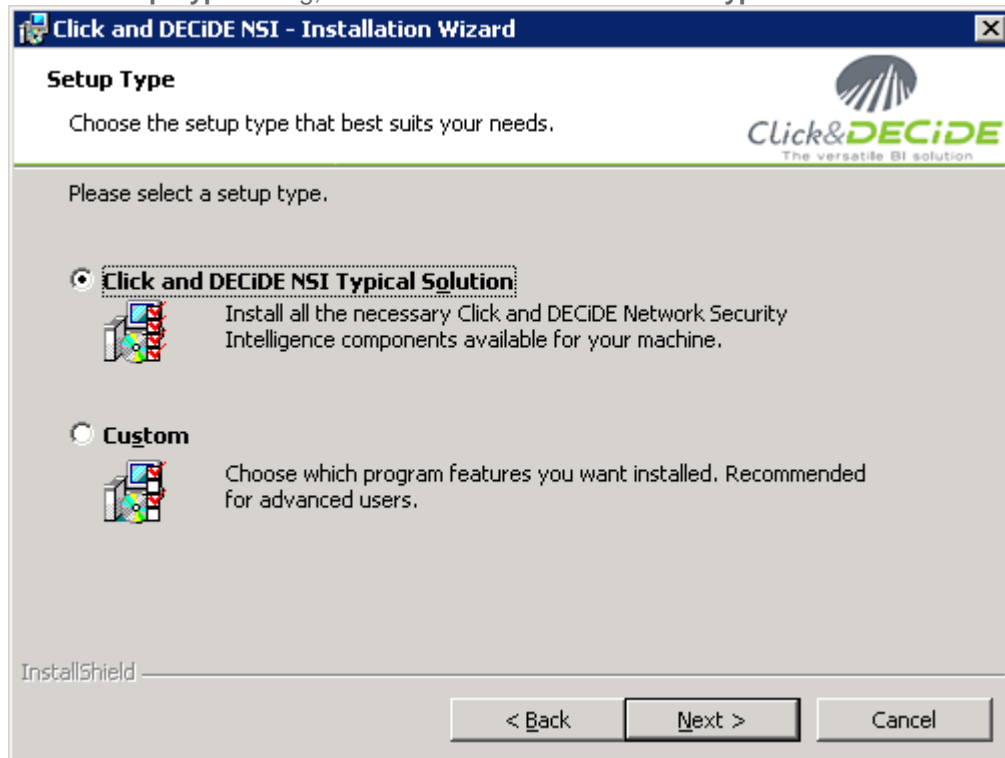 Click and DECiDE NSI - Installation Wizard
Setup Type
Choose the setup type that best suits your needs.
Click&DECiDE
The versatile BI solution
Please select a setup type.
Click and DECiDE NSI Typical Solution
Install all the necessary Click and DECiDE Network Security
Intelligence components available for your machine.
Custom
Choose which program features you want installed. Recommended
for advanced users.
InstallShield
< Back
Next >
Cancel